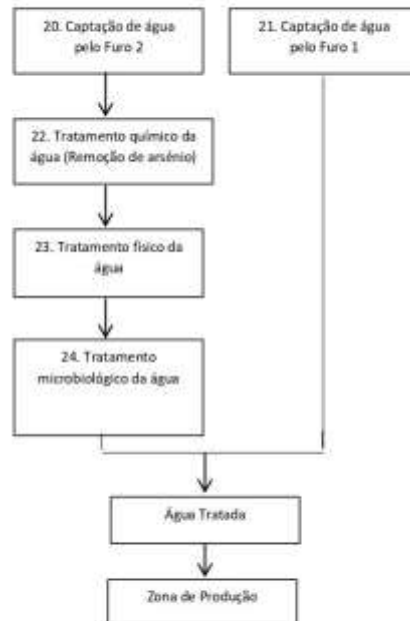 20. Captação de água
pelo Furo 2
21. Captação de água
pelo Furo 1
22. Tratamento químico da
água (Remoção de arsénio)
23. Tratamento físico da
água
24. Tratamento
microbiológico da água
Água Tratada
Zona de Produção